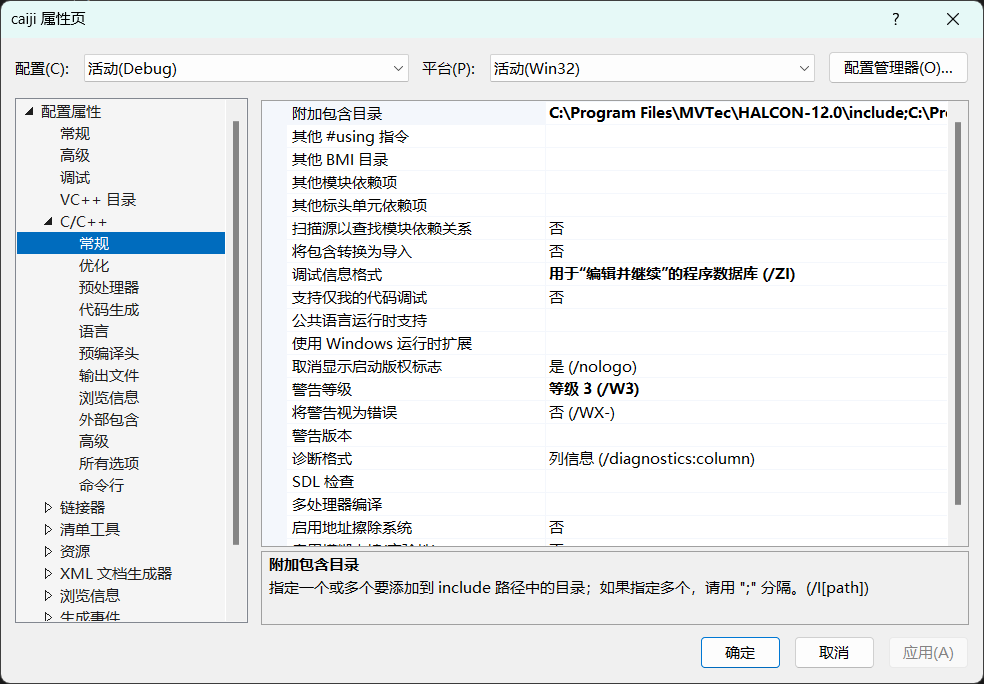 caiji 属性页
配置(C): 活动(Debug) 平台(P): 活动(Win32) 配置管理器(O)...
配置属性
常规
高级
调试
VC++ 目录
C/C++
常规
优化
预处理器
代码生成
语言
预编译头
输出文件
浏览信息
外部包含
高级
所有选项
命令行
链接器
清单工具
资源
XML 文档生成器
浏览信息
生成事件
附加包含目录 C:\Program Files\MVTec\HALCON-12.0\include;C:\Pr
其他 #using 指令
其他 BMI 目录
其他模块依赖项
其他标头单元依赖项
扫描源以查找模块依赖关系 否
将包含转换为导入 否
调试信息格式 用于“编辑并继续”的程序数据库 (/ZI)
支持仅我的代码调试 否
公共语言运行时支持
使用 Windows 运行时扩展
取消显示启动版权标志 是 (/nologo)
警告等级 等级 3 (/W3)
将警告视为错误 否 (/WX-)
警告版本
诊断格式 列信息 (/diagnostics:column)
SDL 检查
多处理器编译
启用地址擦除系统 否
附加包含目录
指定一个或多个要添加到 include 路径中的目录；如果指定多个，请用 ";" 分隔。(/I[path])
确定 取消 应用(A)